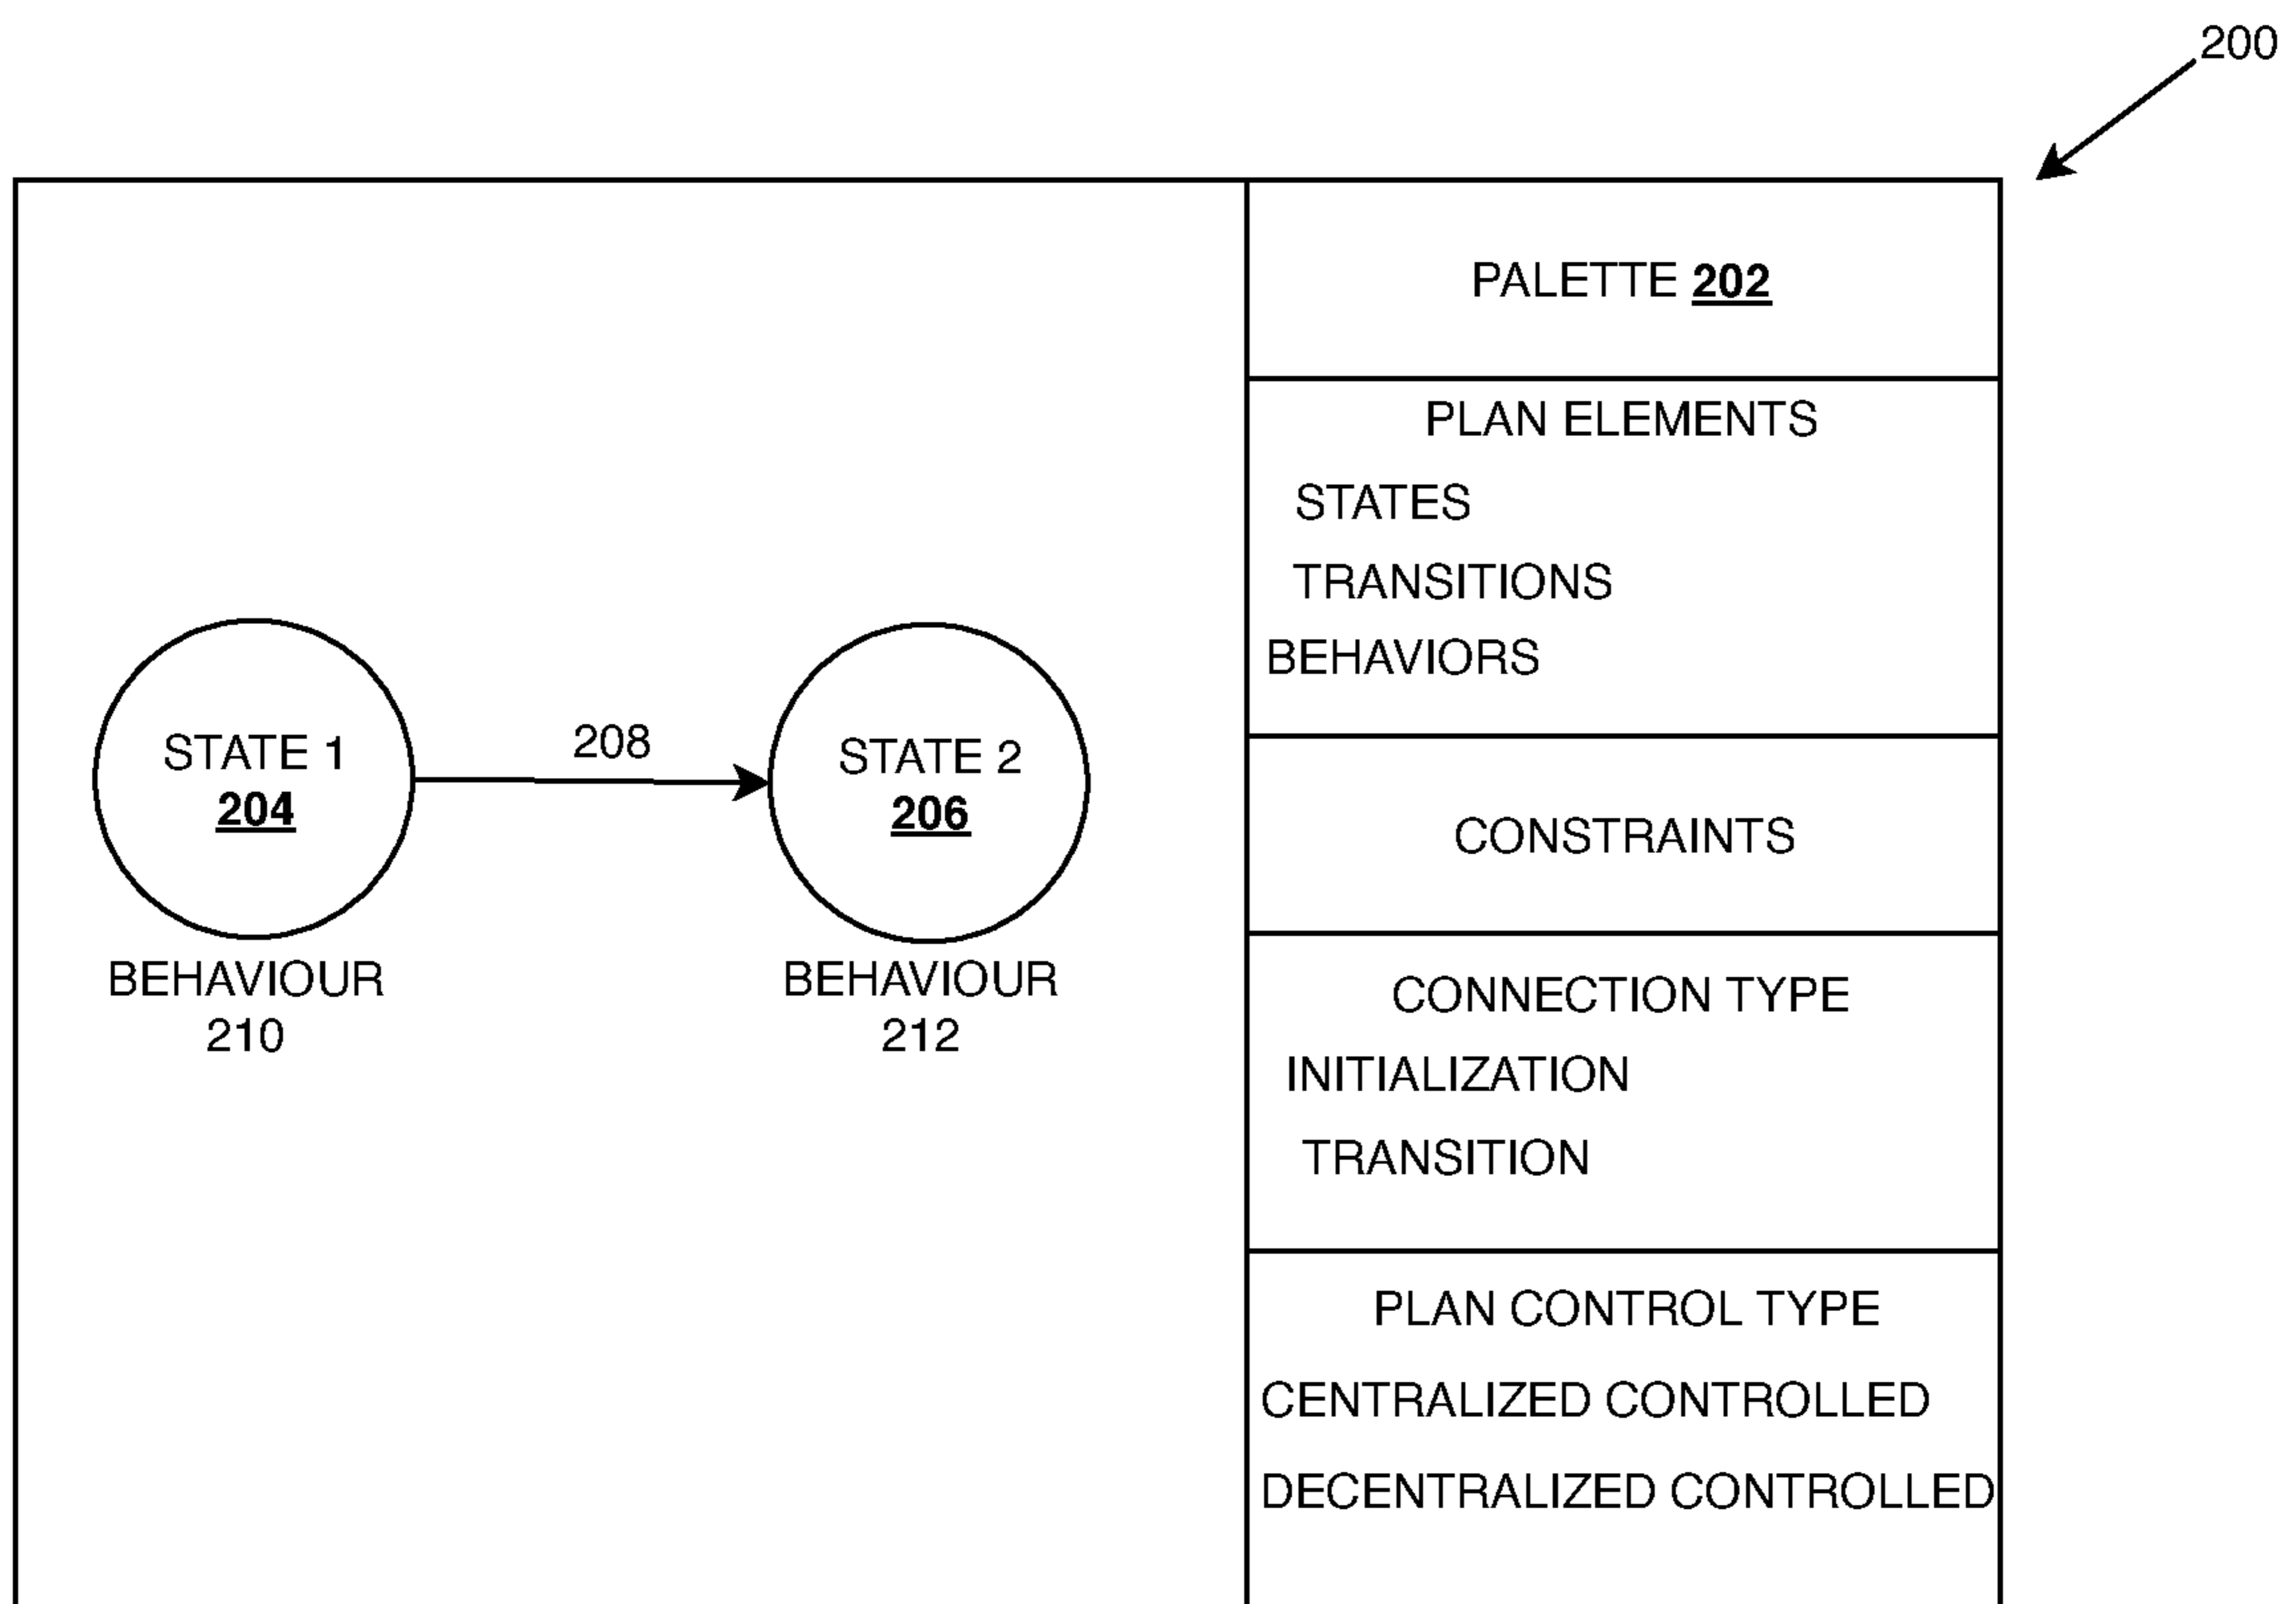 200
STATE 1
204
208
STATE 2
206
BEHAVIOUR
210
BEHAVIOUR
212
PALETTE 202
PLAN ELEMENTS
STATES
TRANSITIONS
BEHAVIORS
CONSTRAINTS
CONNECTION TYPE
INITIALIZATION
TRANSITION
PLAN CONTROL TYPE
CENTRALIZED CONTROLLED
DECENTRALIZED CONTROLLED